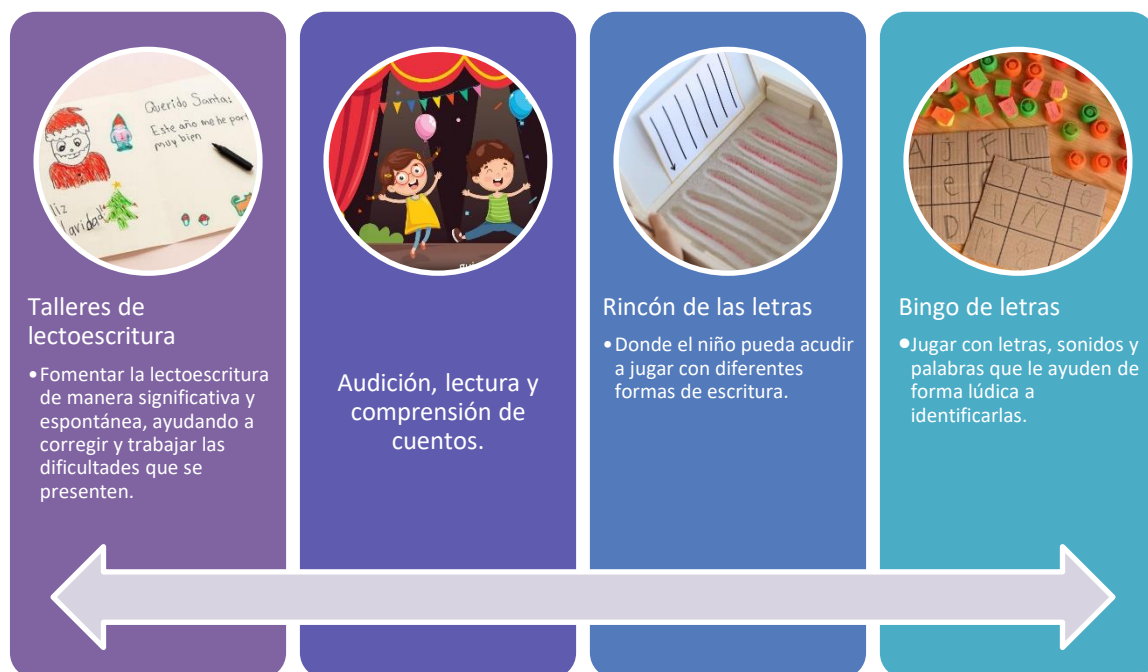 Querido Santa:
Este año me he port
muy bien
liz
avidad!
Talleres de
lectoescritura
•Fomentar la lectoescritura
de manera significativa y
espontánea, ayudando a
corregir y trabajar las
dificultades que se
presenten.
Audición, lectura y
comprensión de
cuentos.
A J F
e
D
B 3 e
H Ñ R
M g
Rincón de las letras
•Donde el niño pueda acudir
a jugar con diferentes
formas de escritura.
Bingo de letras
•Jugar con letras, sonidos y
palabras que le ayuden de
forma lúdica a
identificarlas.